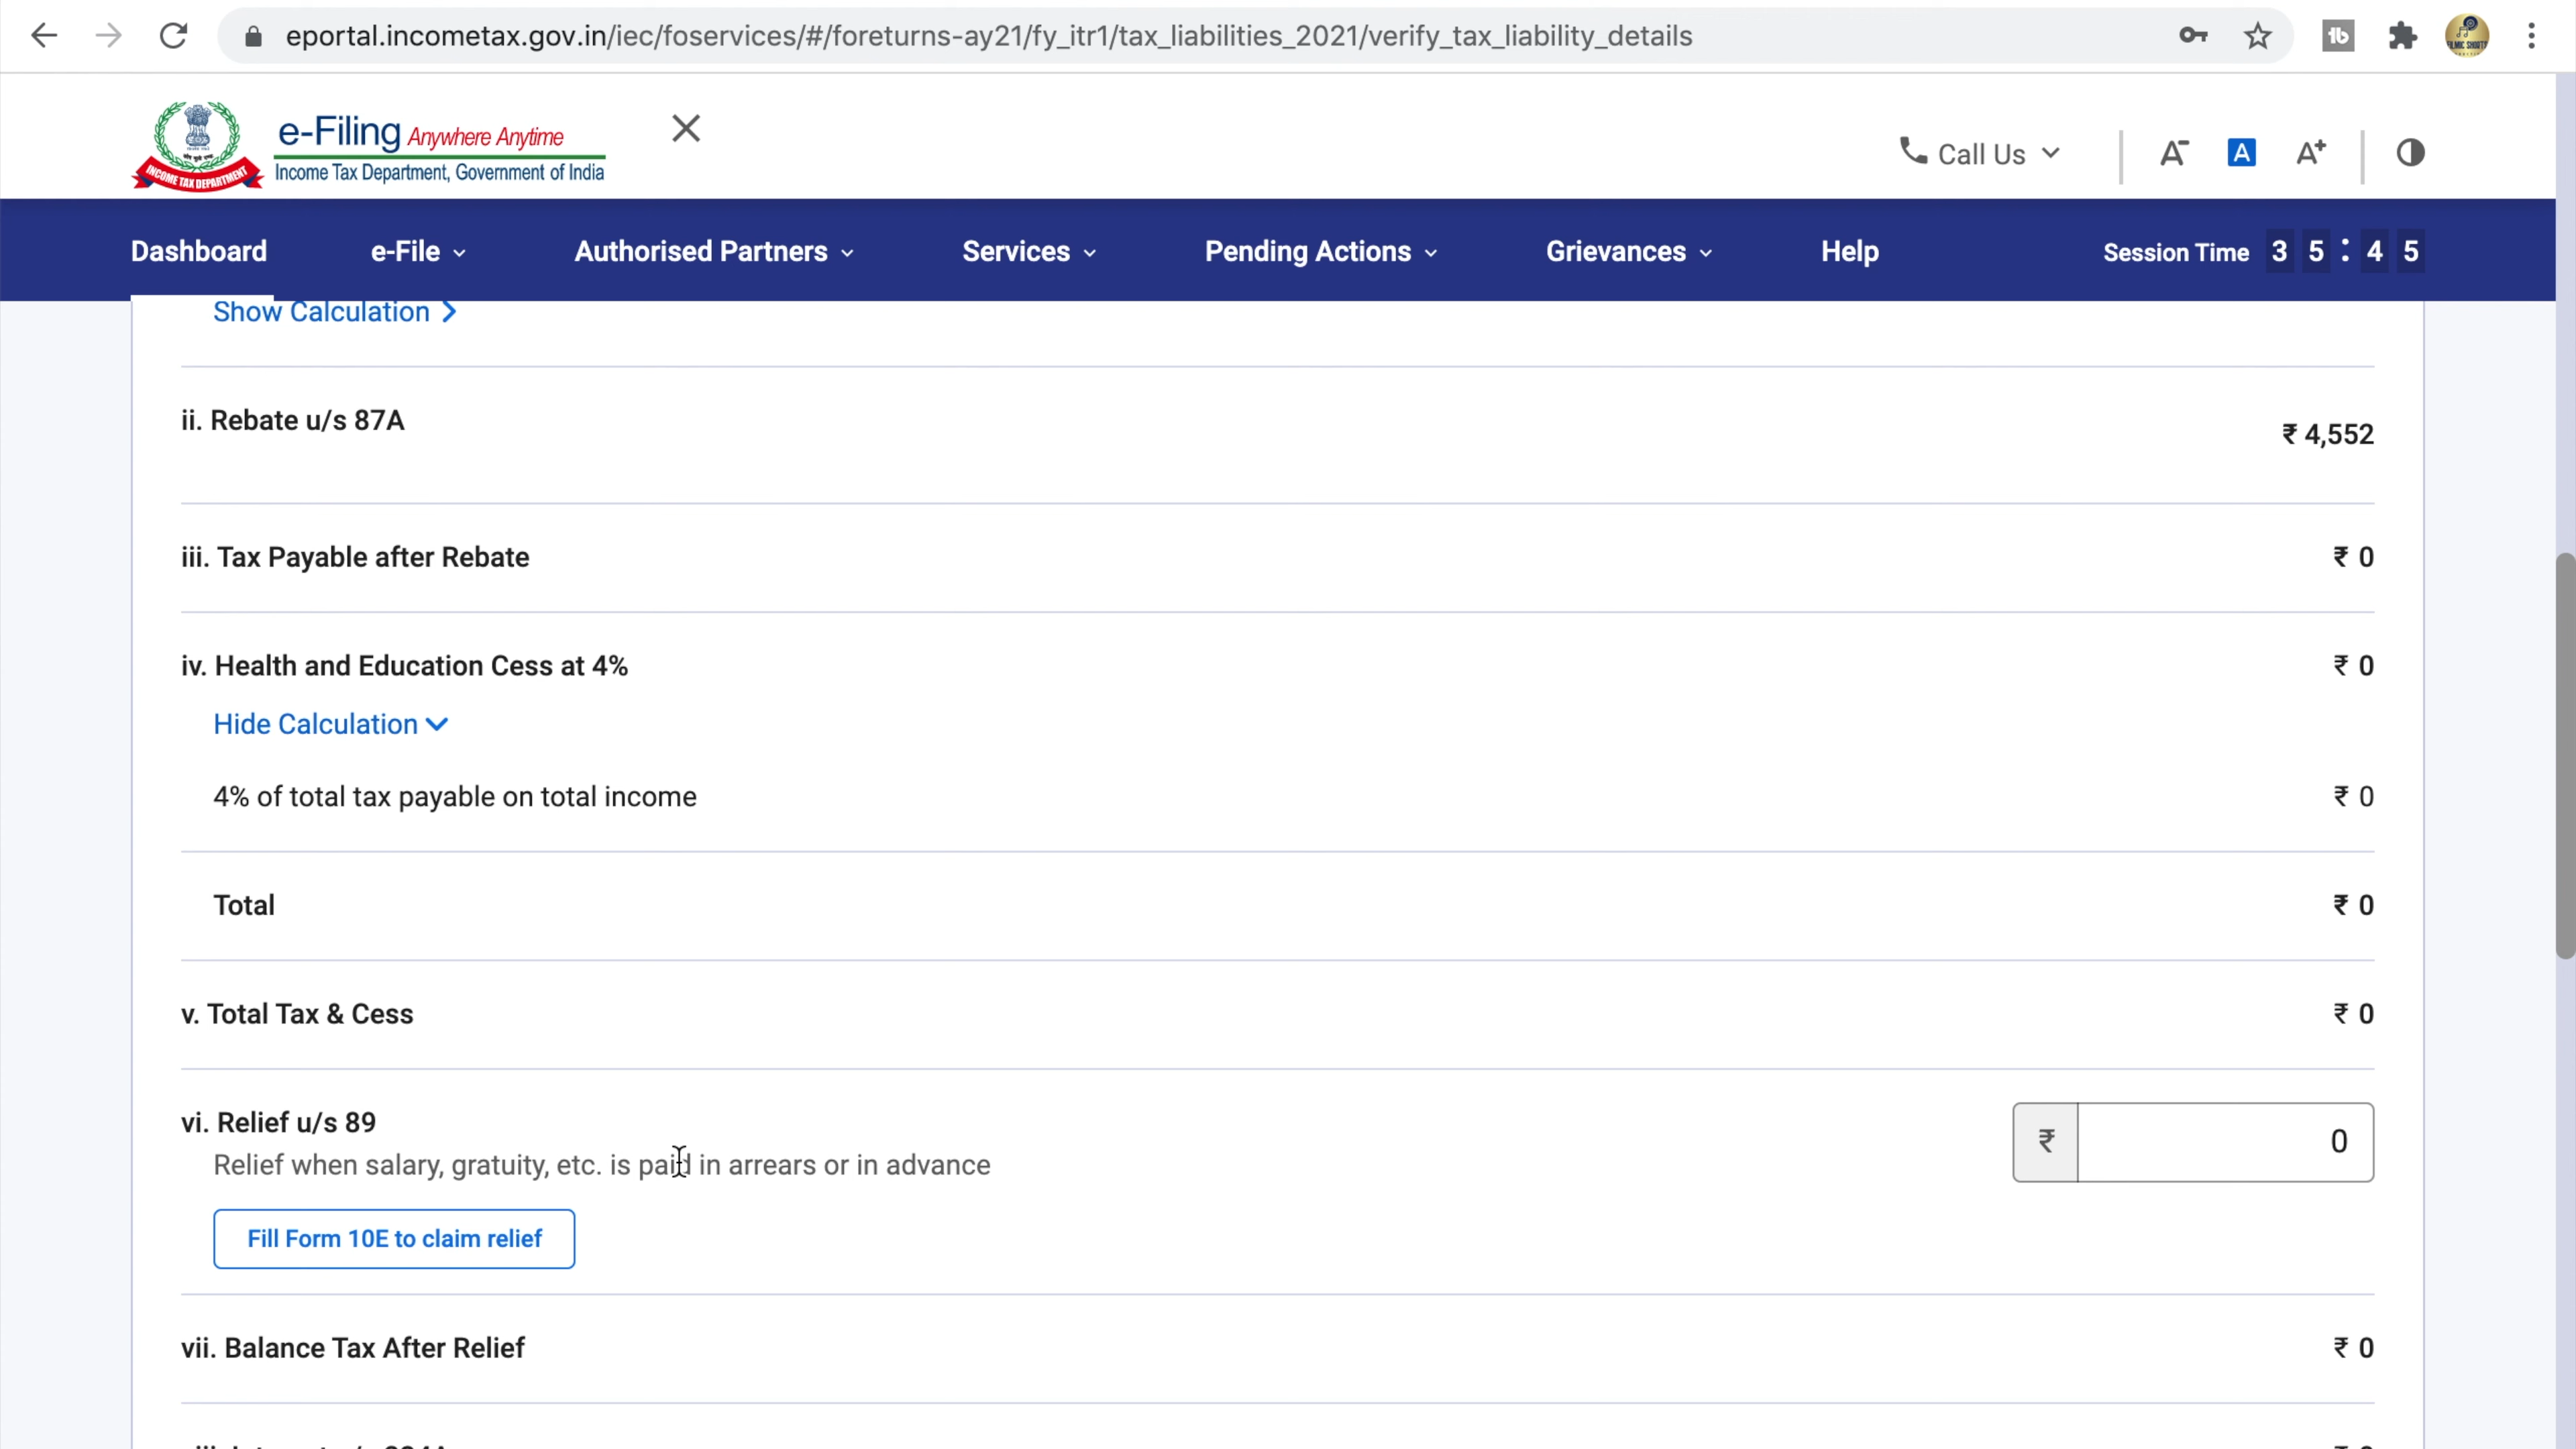 eportal.incometax.gov.in/iec/foservices/#/foreturns-ay21/fy_itr1/tax_liabilities_2021/verify_tax_liability_details
INCOME TAX DEPARTMENT
e-Filing Anywhere Anytime
Income Tax Department, Government of India
Call Us
A- A A+
Dashboard e-File Authorised Partners Services Pending Actions Grievances Help Session Time 3 5 : 4 5
Show Calculation
ii. Rebate u/s 87A ₹ 4,552
iii. Tax Payable after Rebate ₹ 0
iv. Health and Education Cess at 4% ₹ 0
Hide Calculation
4% of total tax payable on total income ₹ 0
Total ₹ 0
v. Total Tax & Cess ₹ 0
vi. Relief u/s 89 ₹ 0
Relief when salary, gratuity, etc. is paid in arrears or in advance
Fill Form 10E to claim relief
vii. Balance Tax After Relief ₹ 0